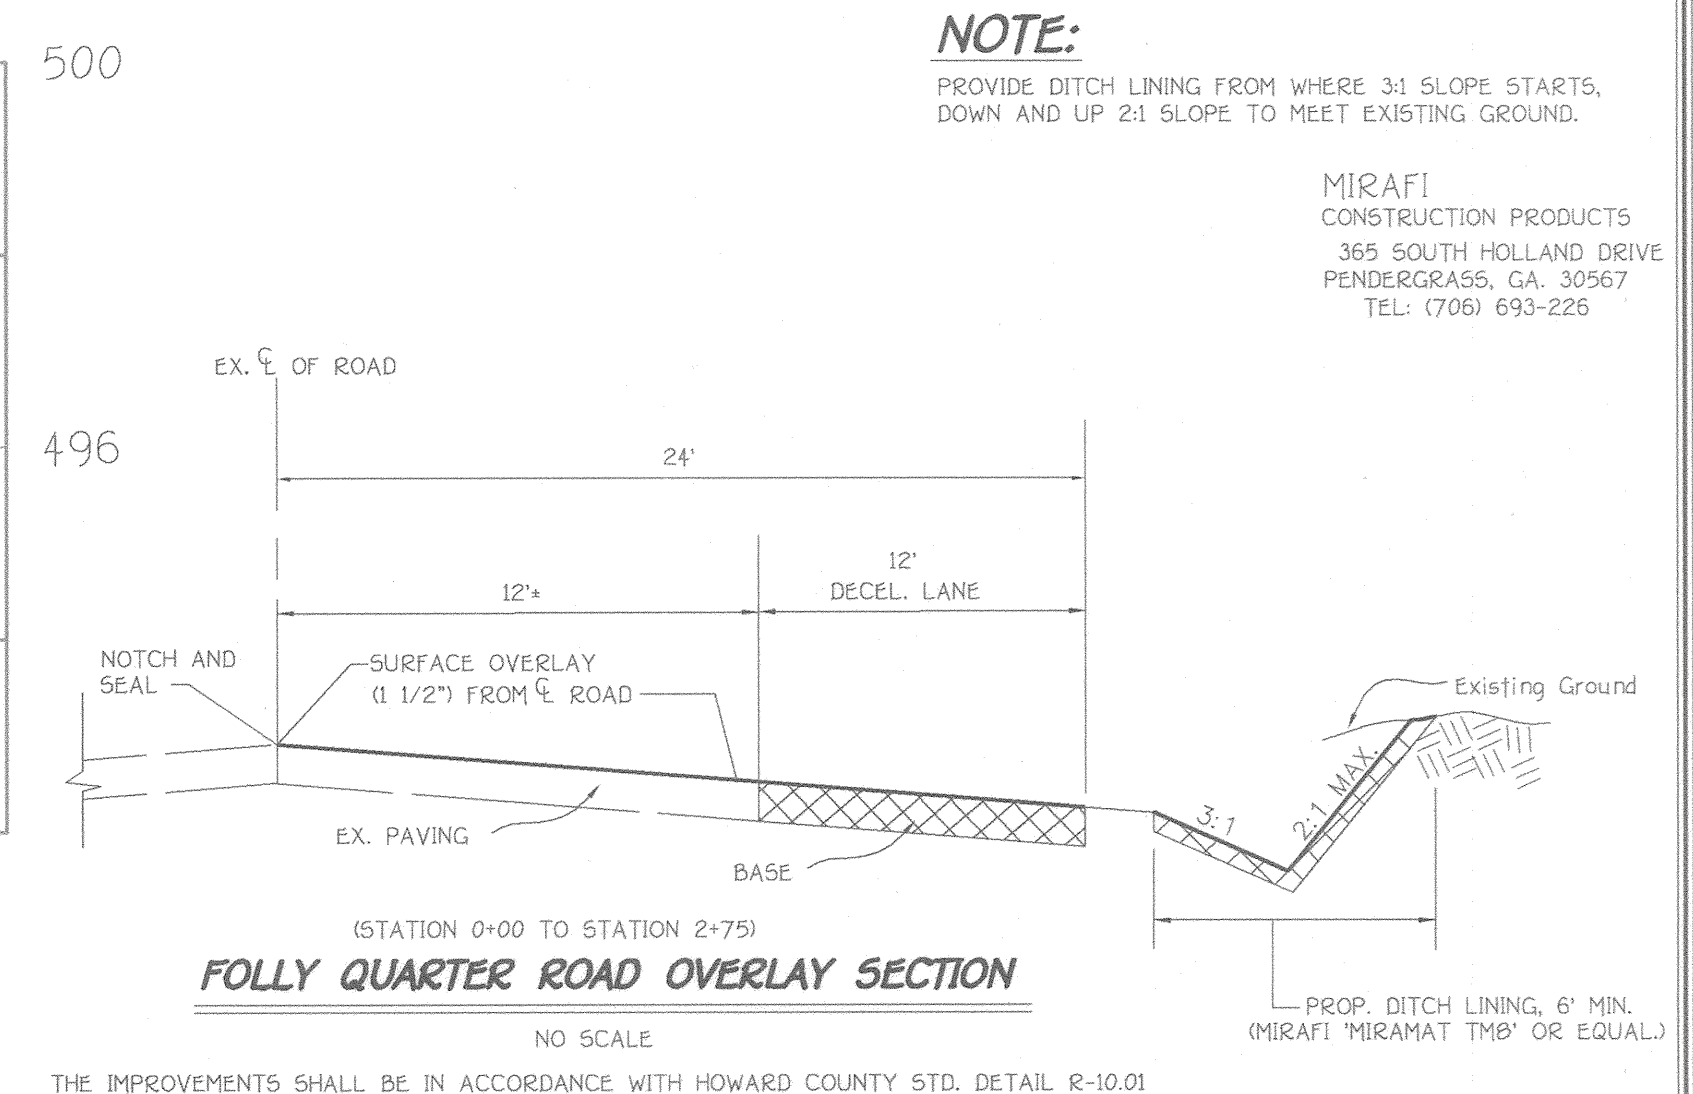 500
NOTE:
PROVIDE DITCH LINING FROM WHERE 3:1 SLOPE STARTS,
DOWN AND UP 2:1 SLOPE TO MEET EXISTING GROUND.
MIRAFI
CONSTRUCTION PRODUCTS
365 SOUTH HOLLAND DRIVE
PENDERGRASS, GA. 30567
TEL: (706) 693-226
EX. ℄ OF ROAD
496
24'
12'±
12'
DECEL. LANE
NOTCH AND
SEAL
SURFACE OVERLAY
(1 1/2") FROM ℄ ROAD
Existing Ground
3:1
2:1 MAX.
EX. PAVING
BASE
(STATION 0+00 TO STATION 2+75)
FOLLY QUARTER ROAD OVERLAY SECTION
NO SCALE
PROP. DITCH LINING, 6' MIN.
(MIRAFI 'MIRAMAT TM8' OR EQUAL.)
THE IMPROVEMENTS SHALL BE IN ACCORDANCE WITH HOWARD COUNTY STD. DETAIL R-10.01